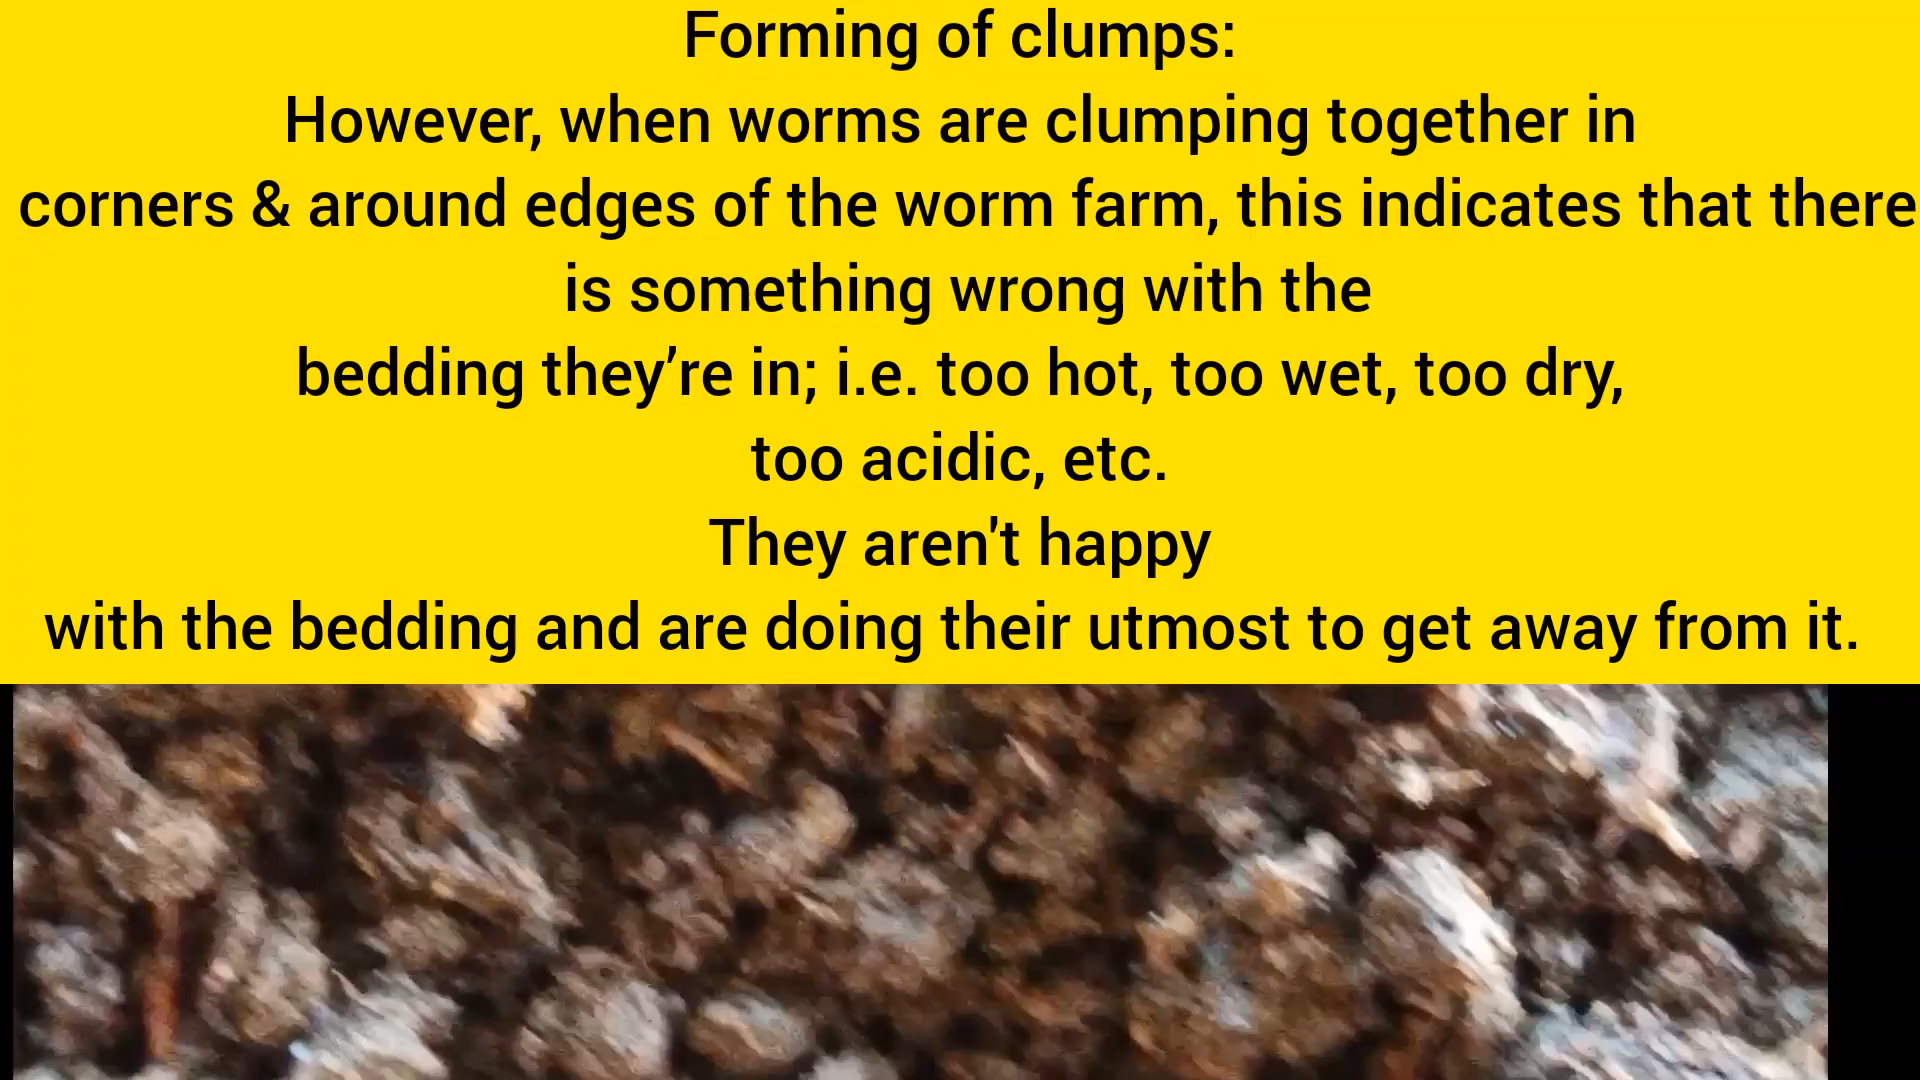 Forming of clumps:
However, when worms are clumping together in
corners & around edges of the worm farm, this indicates that there
is something wrong with the
bedding they’re in; i.e. too hot, too wet, too dry,
too acidic, etc.
They aren't happy
with the bedding and are doing their utmost to get away from it.